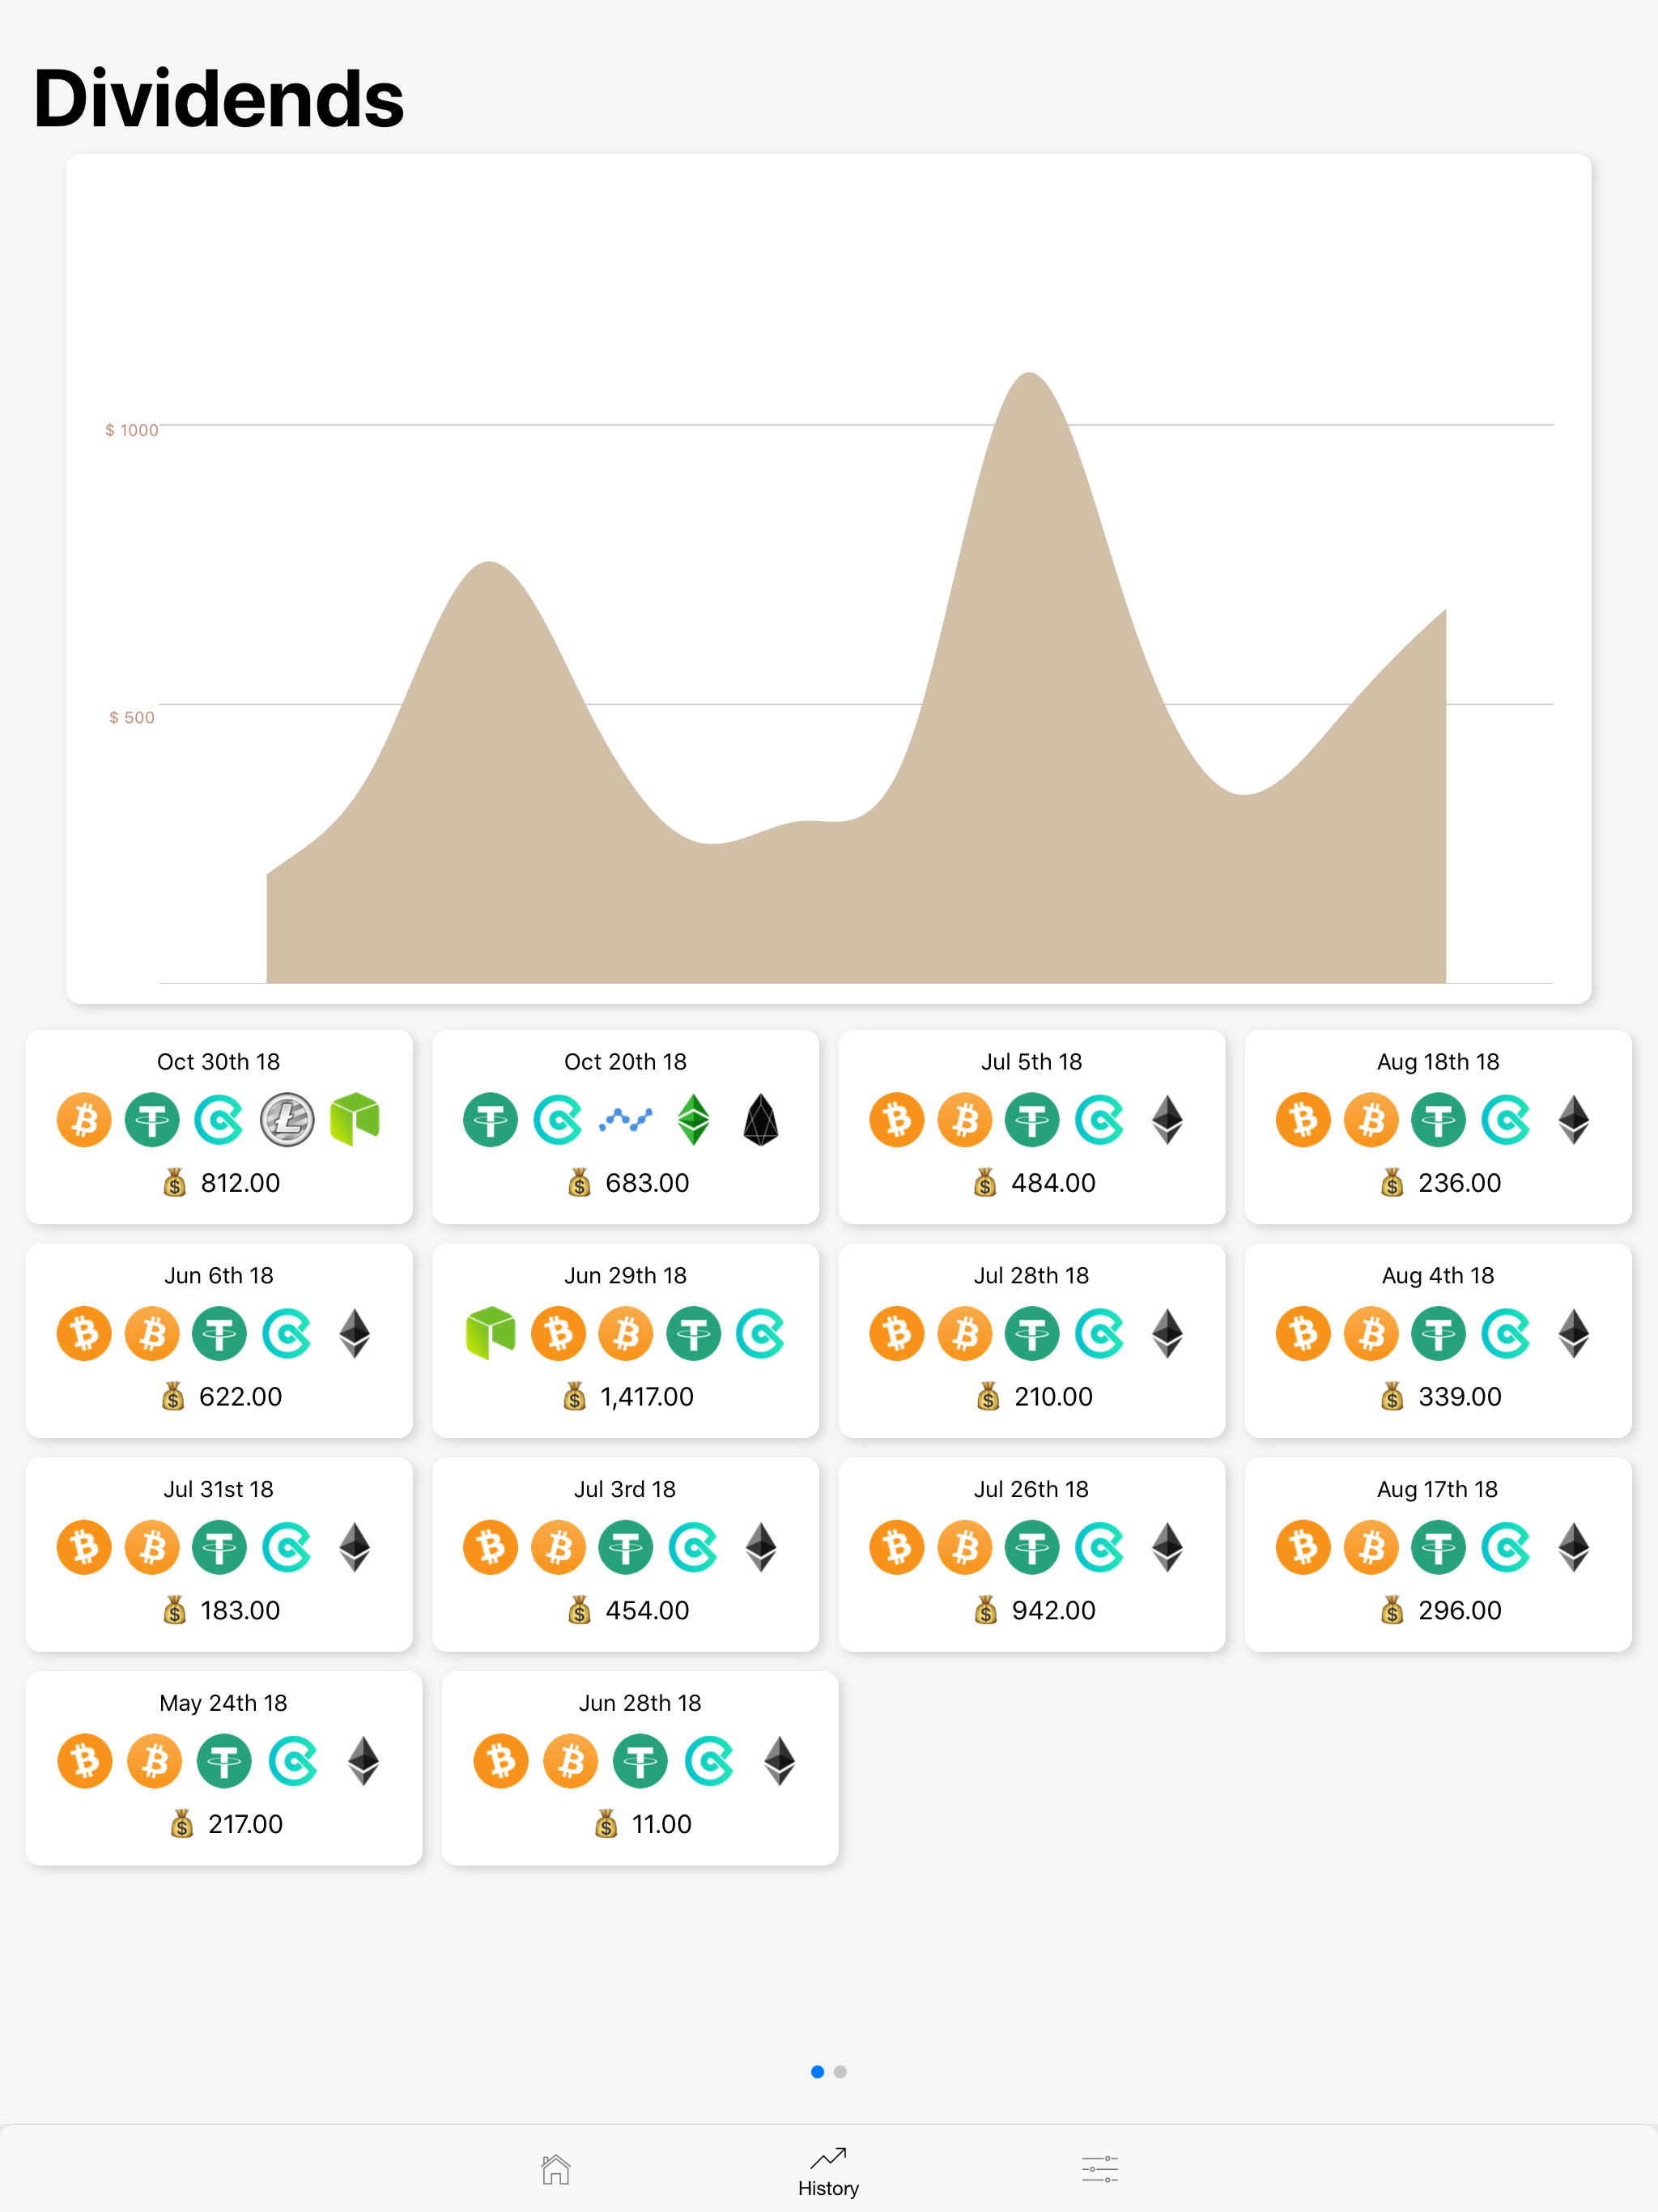 Dividends
$ 1000
$ 500
Oct 30th 18
812.00
Oct 20th 18
683.00
Jul 5th 18
484.00
Aug 18th 18
236.00
Jun 6th 18
622.00
Jun 29th 18
1,417.00
Jul 28th 18
210.00
Aug 4th 18
339.00
Jul 31st 18
183.00
Jul 3rd 18
454.00
Jul 26th 18
942.00
Aug 17th 18
296.00
May 24th 18
217.00
Jun 28th 18
11.00
History